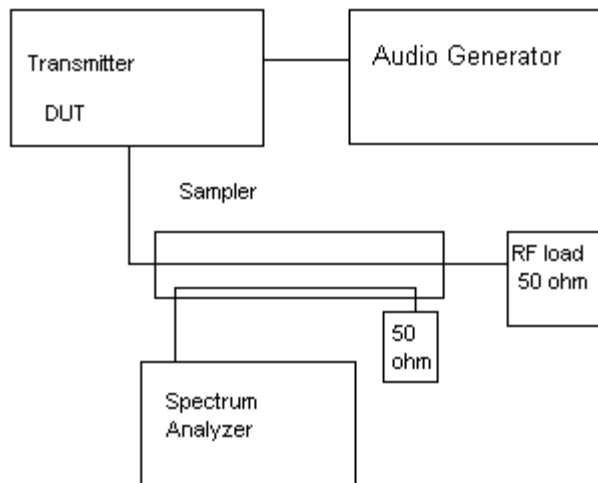 Transmitter
DUT
Audio Generator
Sampler
RF load
50 ohm
50
ohm
Spectrum
Analyzer